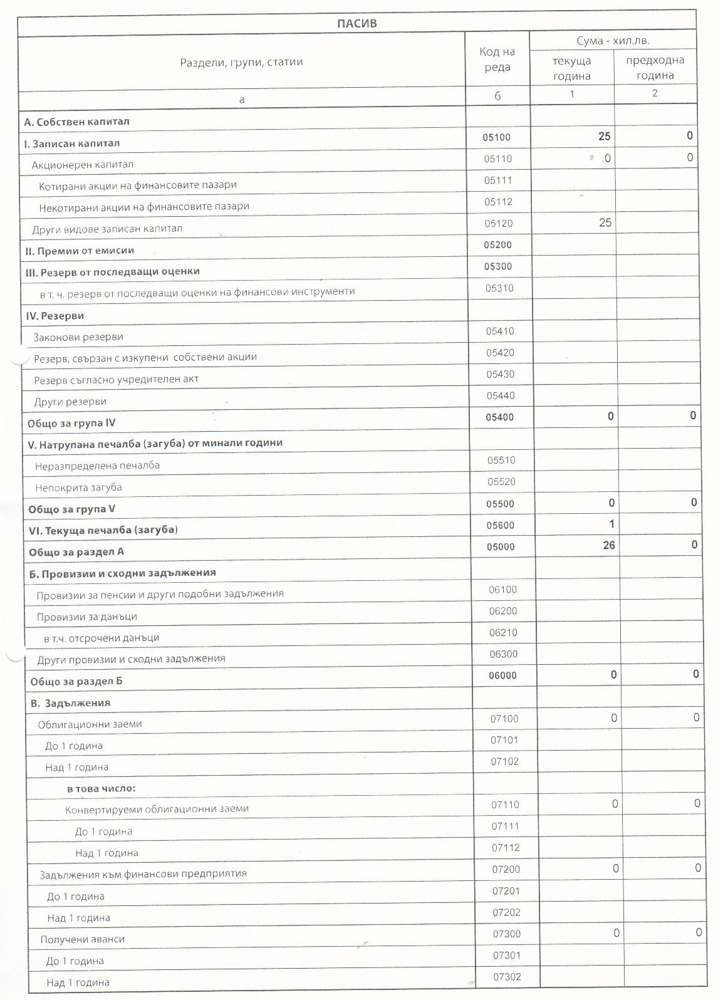 ПАСИВ
Раздели, групи, статии
Код на реда
Сума - хил.лв.
текуща година
предходна година
а б 1 2
А. Собствен капитал
I. Записан капитал 05100 25 0
Акционерен капитал 05110 0 0
Котирани акции на финансовите пазари 05111
Некотирани акции на финансовите пазари 05112
Други видове записан капитал 05120 25
II. Премии от емисии 05200
III. Резерв от последващи оценки 05300
в т. ч. резерв от последващи оценки на финансови инструменти 05310
IV. Резерви
Законови резерви 05410
Резерв, свързан с изкупени собствени акции 05420
Резерв съгласно учредителен акт 05430
Други резерви 05440
Общо за група IV 05400 0 0
V. Натрупана печалба (загуба) от минали години
Неразпределена печалба 05510
Непокрита загуба 05520
Общо за група V 05500 0 0
VI. Текуща печалба (загуба) 05600 1
Общо за раздел А 05000 26 0
Б. Провизии и сходни задължения
Провизии за пенсии и други подобни задължения 06100
Провизии за данъци 06200
в т.ч. отсрочени данъци 06210
Други провизии и сходни задължения 06300
Общо за раздел Б 06000 0 0
В. Задължения
Облигационни заеми 07100 0 0
До 1 година 07101
Над 1 година 07102
в това число:
Конвертируеми облигационни заеми 07110 0 0
До 1 година 07111
Над 1 година 07112
Задължения към финансови предприятия 07200 0 0
До 1 година 07201
Над 1 година 07202
Получени аванси 07300 0 0
До 1 година 07301
Над 1 година 07302